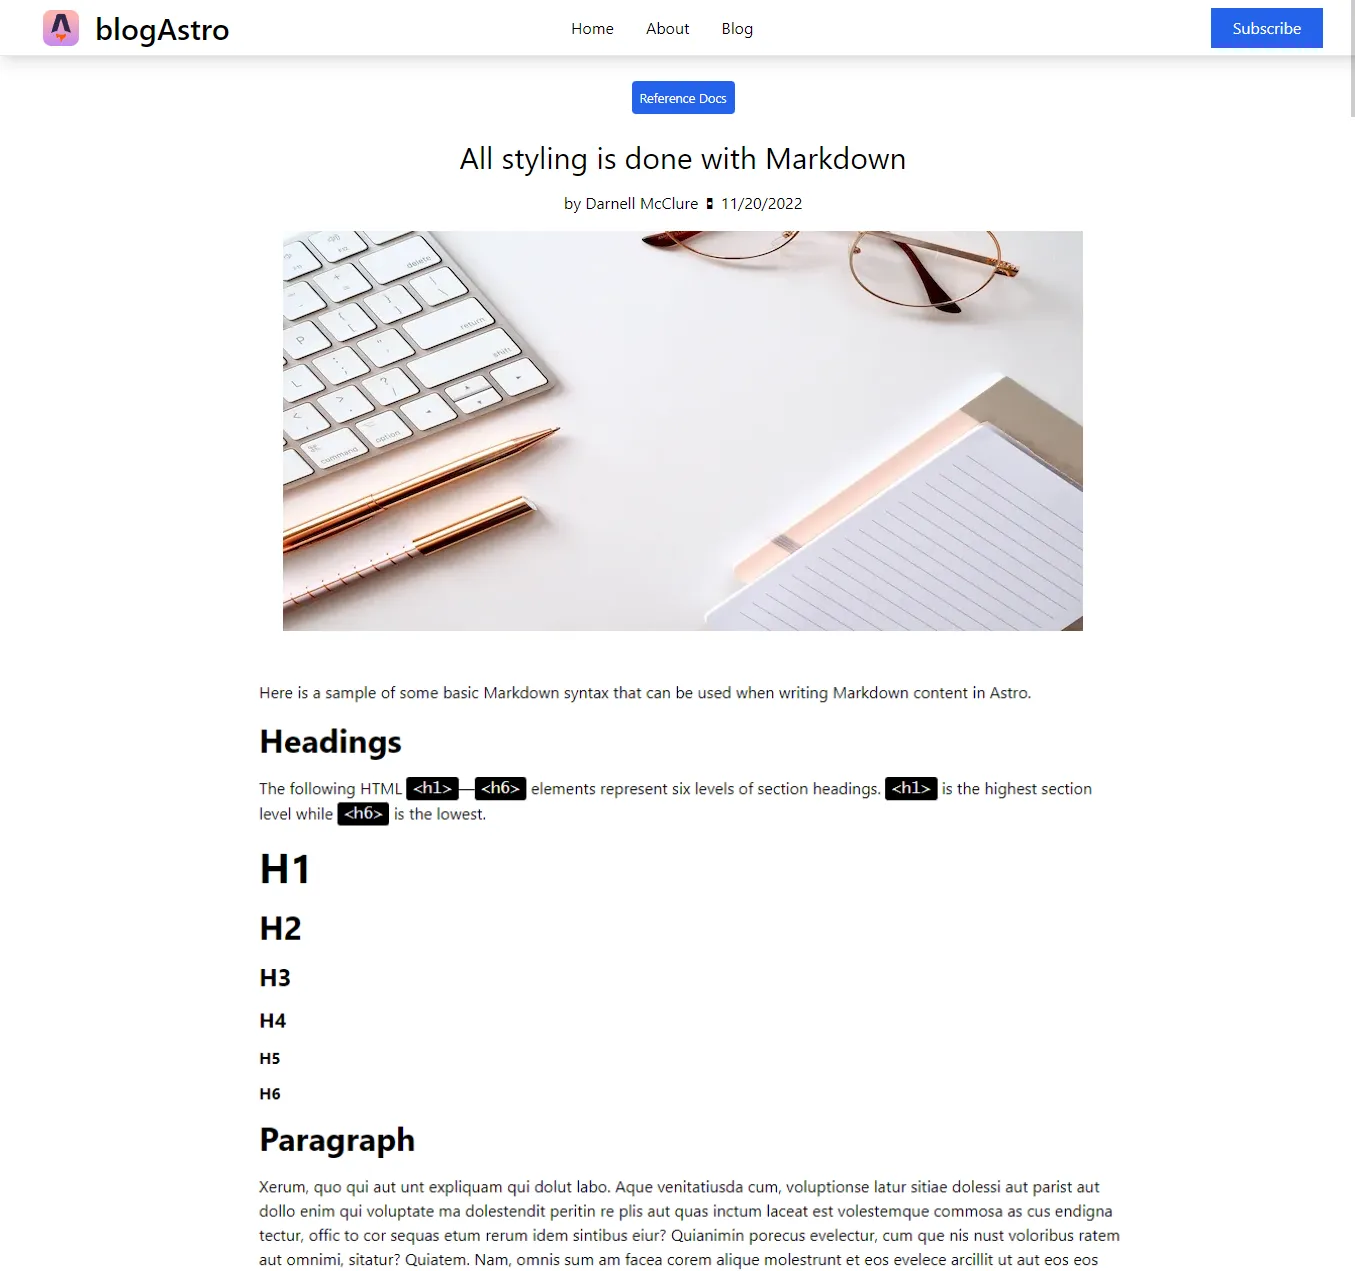 blogAstro
Home About Blog
Subscribe
Reference Docs
All styling is done with Markdown
by Darnell McClure 11/20/2022
delete
return
shift
option
command
P
L
Here is a sample of some basic Markdown syntax that can be used when writing Markdown content in Astro.
Headings
The following HTML <h1>—<h6> elements represent six levels of section headings. <h1> is the highest section
level while <h6> is the lowest.
H1
H2
H3
H4
H5
H6
Paragraph
Xerum, quo qui aut unt expliquam qui dolut labo. Aque venitatiusda cum, voluptionse latur sitiae dolessi aut parist aut
dollo enim qui voluptate ma dolestendit peritin re plis aut quas inctum laceat est volestemque commosa as cus endigna
tectur, offic to cor sequas etum rerum idem sintibus eiur? Quianimin porecus evelectur, cum que nis nust voloribus ratem
aut omnimi, sitatur? Quiatem. Nam, omnis sum am facea corem alique molestrunt et eos evelece arcillit ut aut eos eos